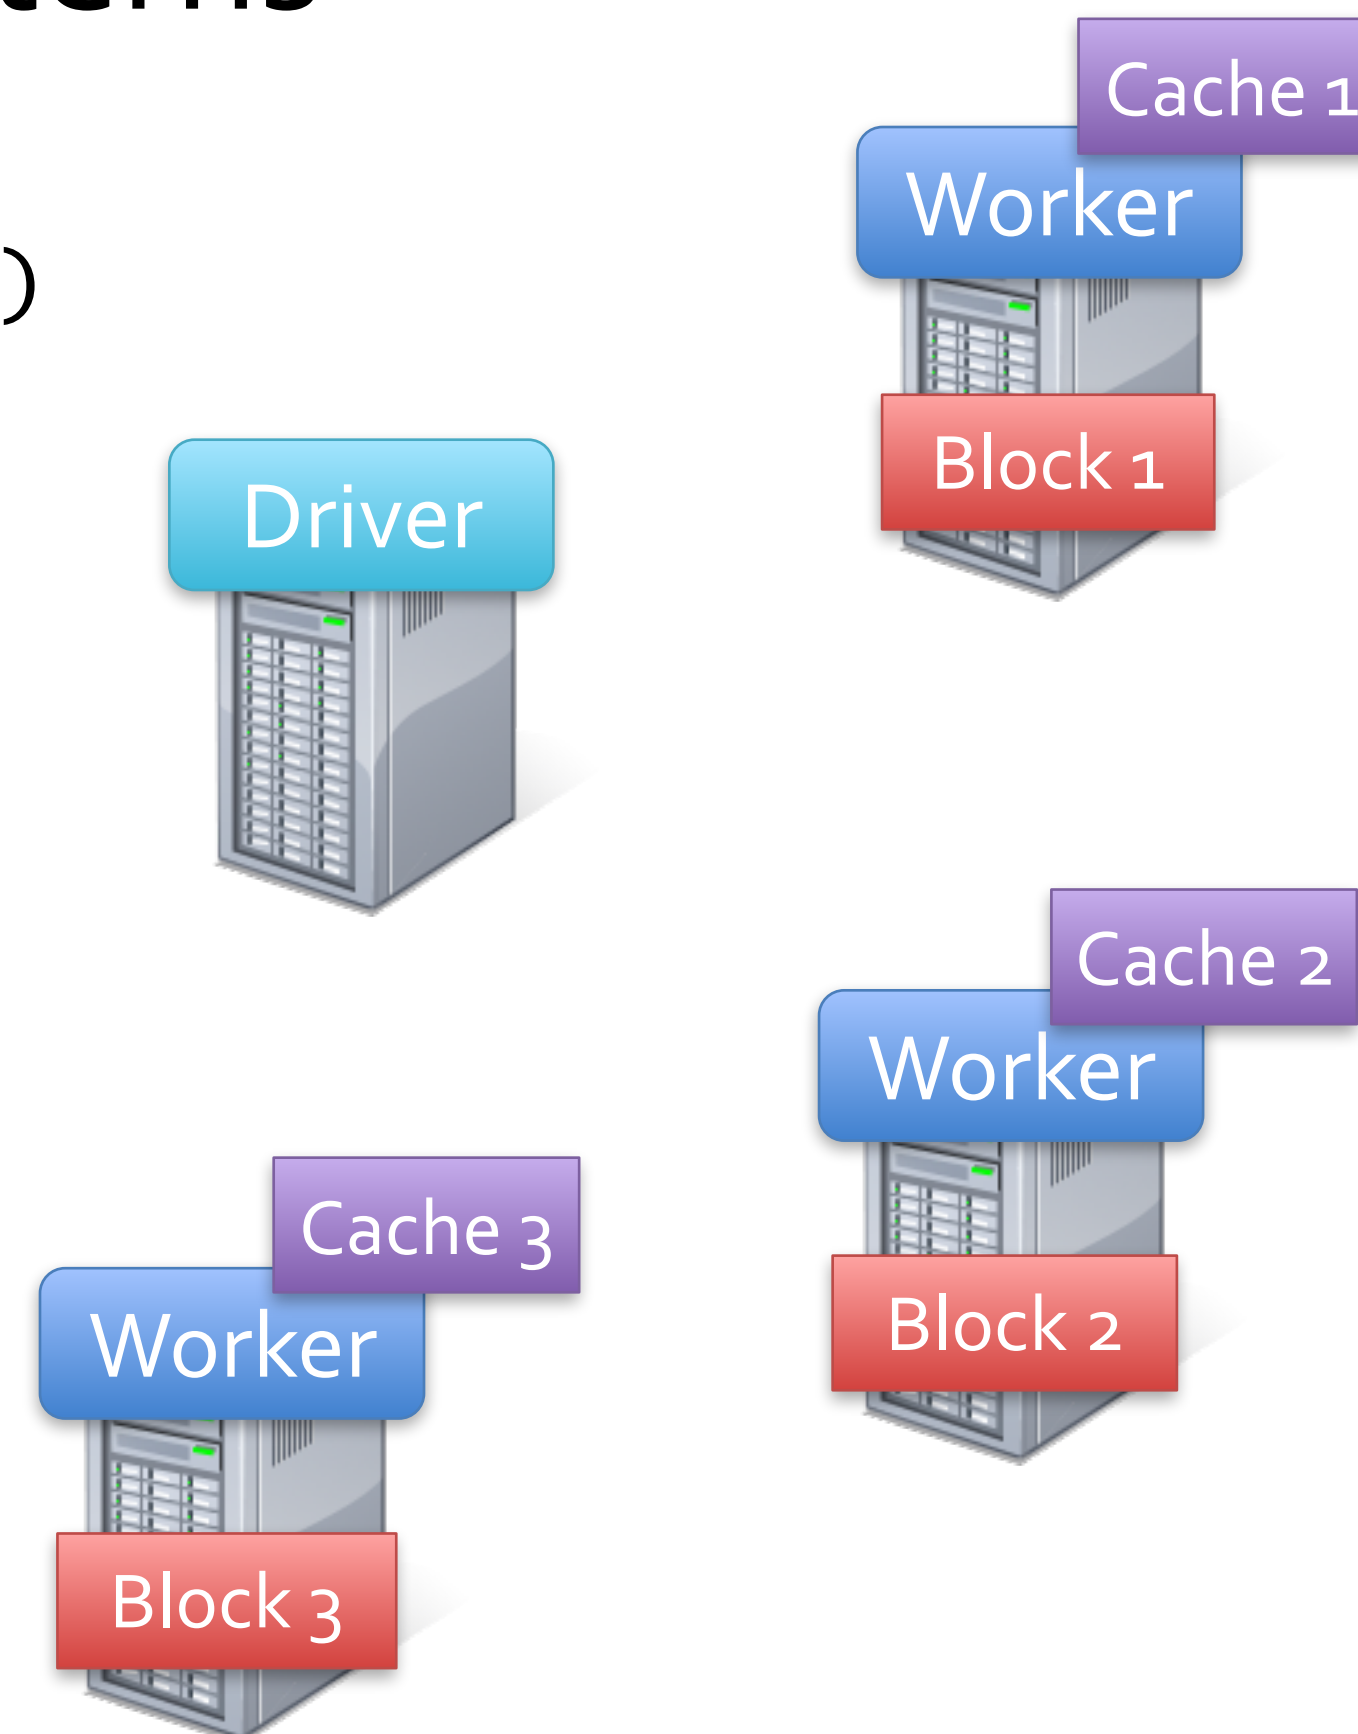 )
Cache 1
Worker
Block 1
Driver
Cache 2
Worker
Block 2
Cache 3
Worker
Block 3